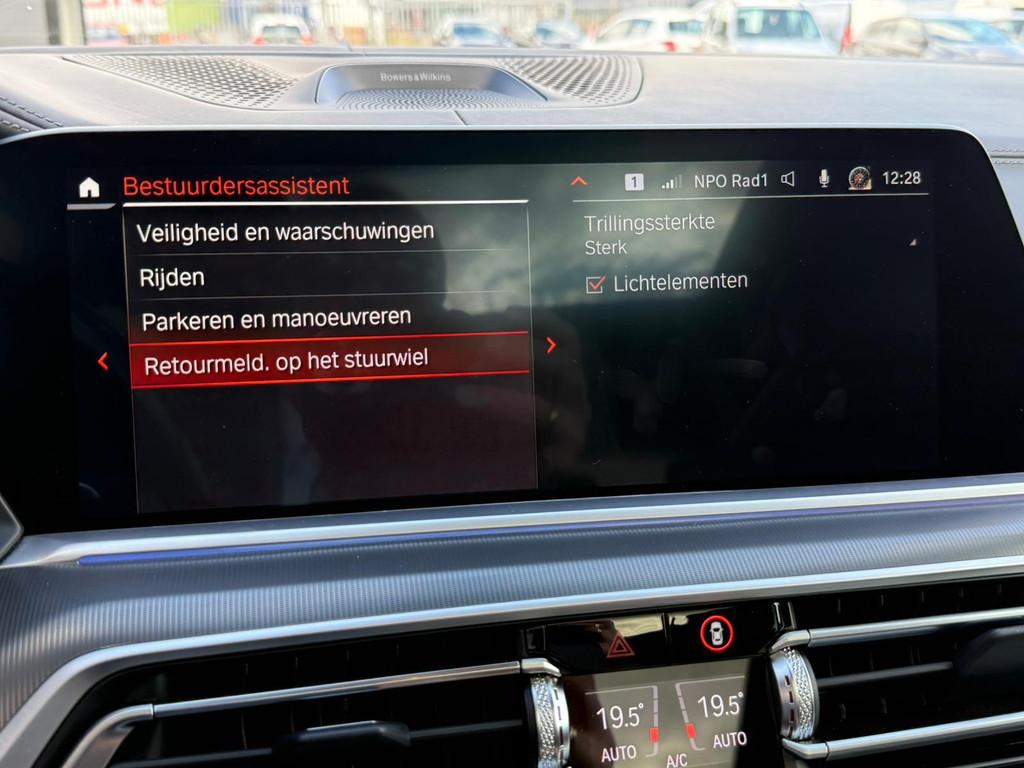 Bowers & Wilkins
Bestuurdersassistent
1
NPO Rad1
12:28
Veiligheid en waarschuwingen
Rijden
Parkeren en manoeuvreren
Retourmeld. op het stuurwiel
Trillingssterkte
Sterk
Lichtelementen
19.5°
19.5°
AUTO
A/C
AUTO